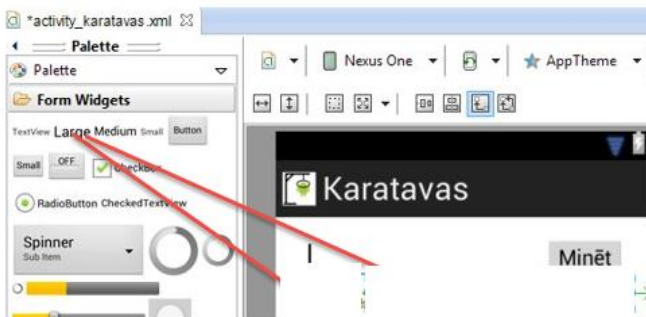 *activity_karatavas.xml
Palette
Palette
Nexus One
AppTheme
Form Widgets
TextView Large Medium Small Button
Small OFF CheckBox
RadioButton CheckedTextView
Spinner
Sub Item
Karatavas
Minēt